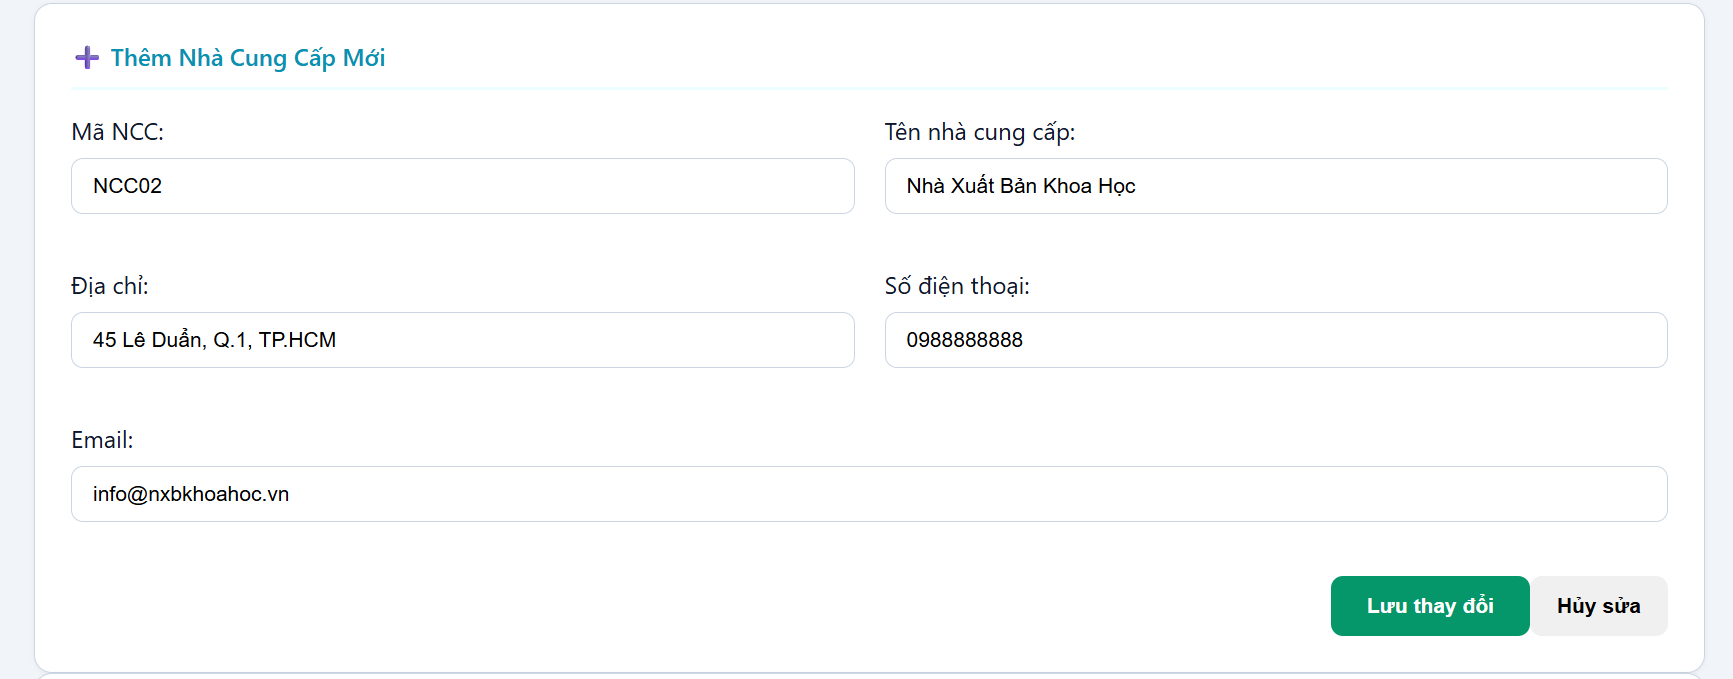 Thêm Nhà Cung Cấp Mới
Mã NCC:
Tên nhà cung cấp:
NCC02
Nhà Xuất Bản Khoa Học
Địa chỉ:
Số điện thoại:
45 Lê Duẩn, Q.1, TP.HCM
0988888888
Email:
info@nxbkhoahoc.vn
Lưu thay đổi
Hủy sửa